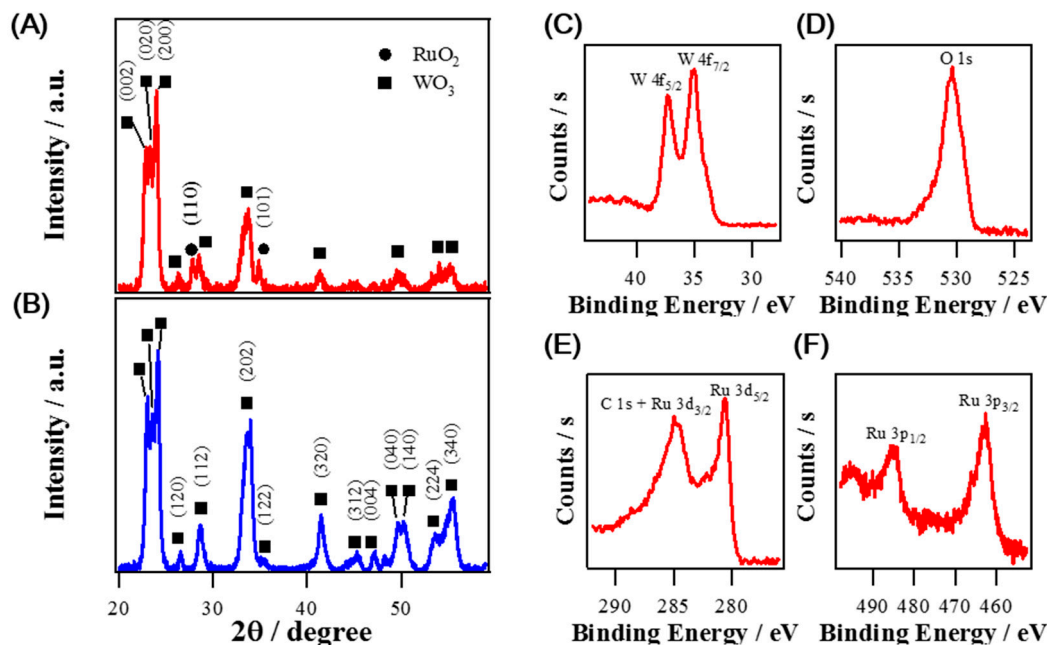 (A)
Intensity / a.u.
(002)
(020)
(200)
(110)
(101)
RuO₂
WO₃
(B)
Intensity / a.u.
(120)
(112)
(202)
(122)
(320)
(312)
(004)
(040)
(140)
(224)
(340)
20 30 40 50
2θ / degree
(C)
Counts / s
W 4f₅/₂
W 4f₇/₂
40 35 30
Binding Energy / eV
(D)
Counts / s
O 1s
540 535 530 524
Binding Energy / eV
(E)
Counts / s
C 1s + Ru 3d₃/₂
Ru 3d₅/₂
290 285 280
Binding Energy / eV
(F)
Counts / s
Ru 3p₁/₂
Ru 3p₃/₂
490 480 470 460
Binding Energy / eV